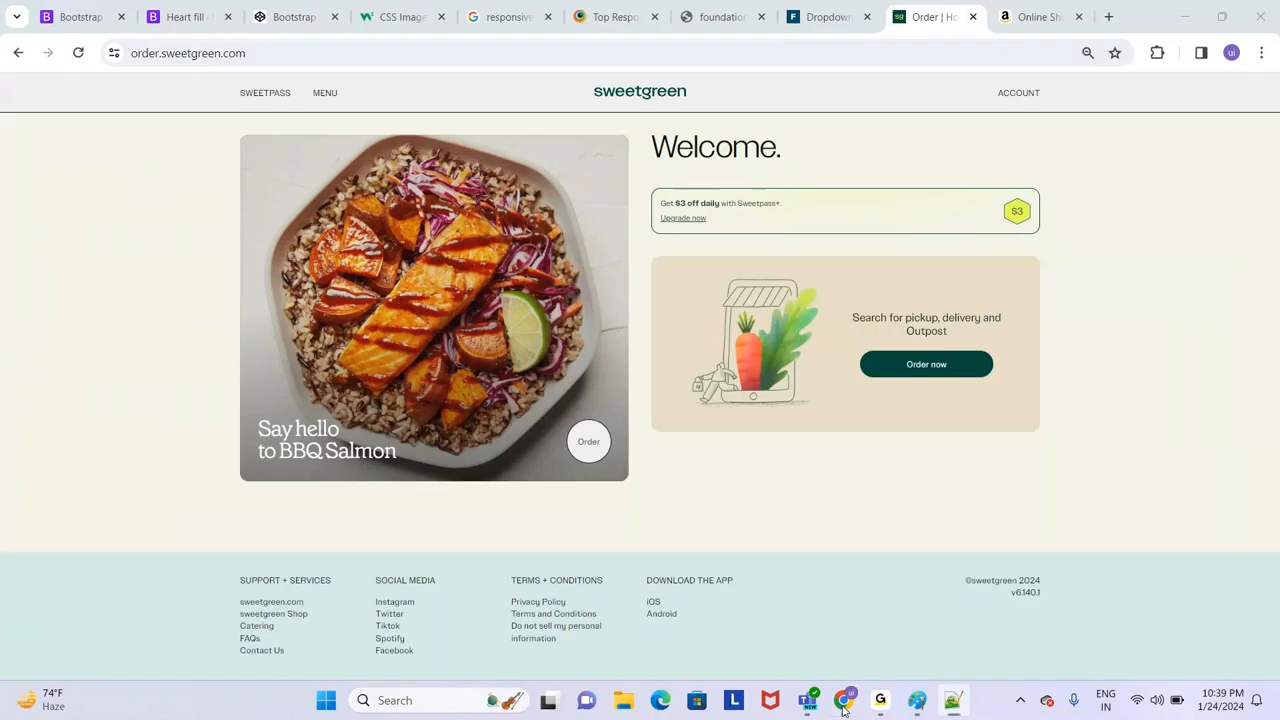 Bootstrap
Heart fill ·
Bootstrap
CSS Image
responsive
Top Respo
foundation
Dropdown
Order | Ho
Online Sho
order.sweetgreen.com
ui
SWEETPASS
MENU
sweetgreen
ACCOUNT
Say hello
to BBQ Salmon
Order
Welcome.
Get $3 off daily with Sweetpass+.
Upgrade now
$3
Search for pickup, delivery and
Outpost
Order now
SUPPORT + SERVICES
sweetgreen.com
sweetgreen Shop
Catering
FAQs
Contact Us
SOCIAL MEDIA
Instagram
Twitter
Tiktok
Spotify
Facebook
TERMS + CONDITIONS
Privacy Policy
Terms and Conditions
Do not sell my personal
information
DOWNLOAD THE APP
iOS
Android
©sweetgreen 2024
v6.140.1
74°F
Haze
Search
ENG
IN
10:39 PM
1/24/2024